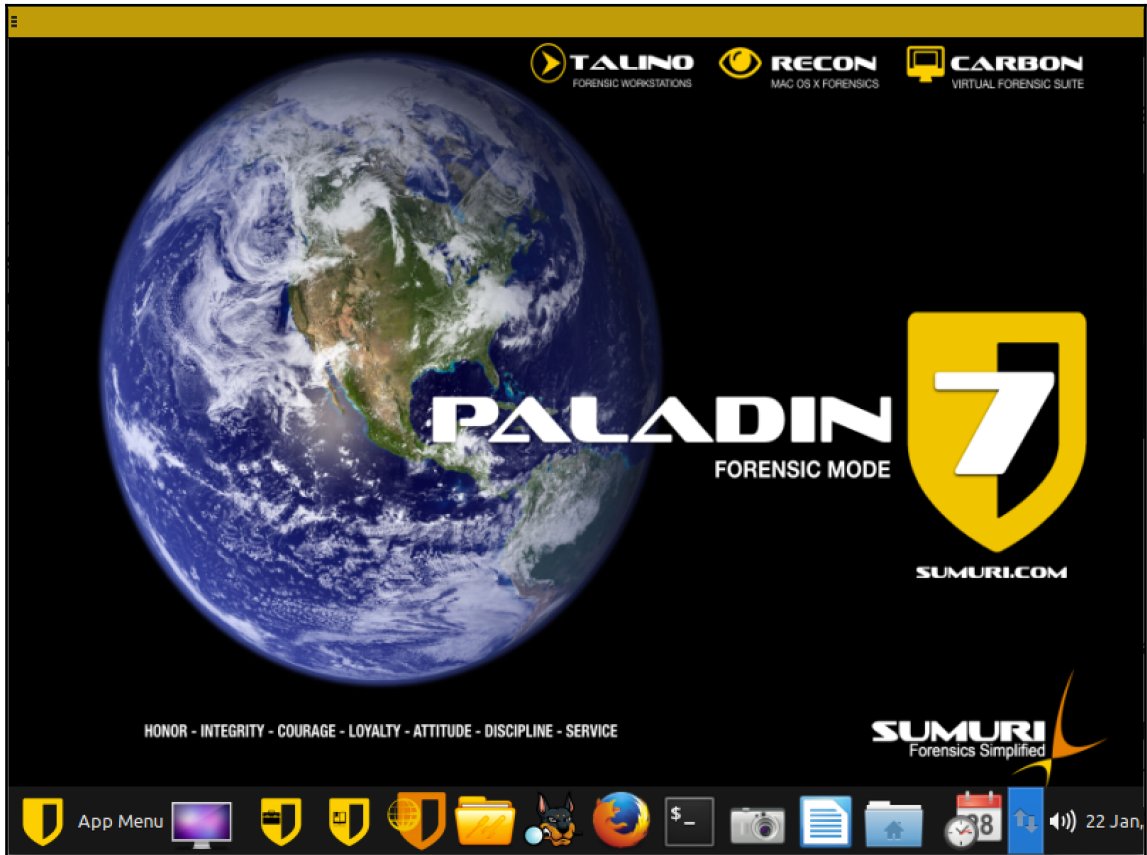 TALINO RECON CARBON
FORENSIC WORKSTATIONS MAC OS X FORENSICS VIRTUAL FORENSIC SUITE
7
PALADIN
FORENSIC MODE
SUMURI.COM
HONOR - INTEGRITY - COURAGE - LOYALTY - ATTITUDE - DISCIPLINE - SERVICE
SUMURI
Forensics Simplified
App Menu $_ 22 Jan,